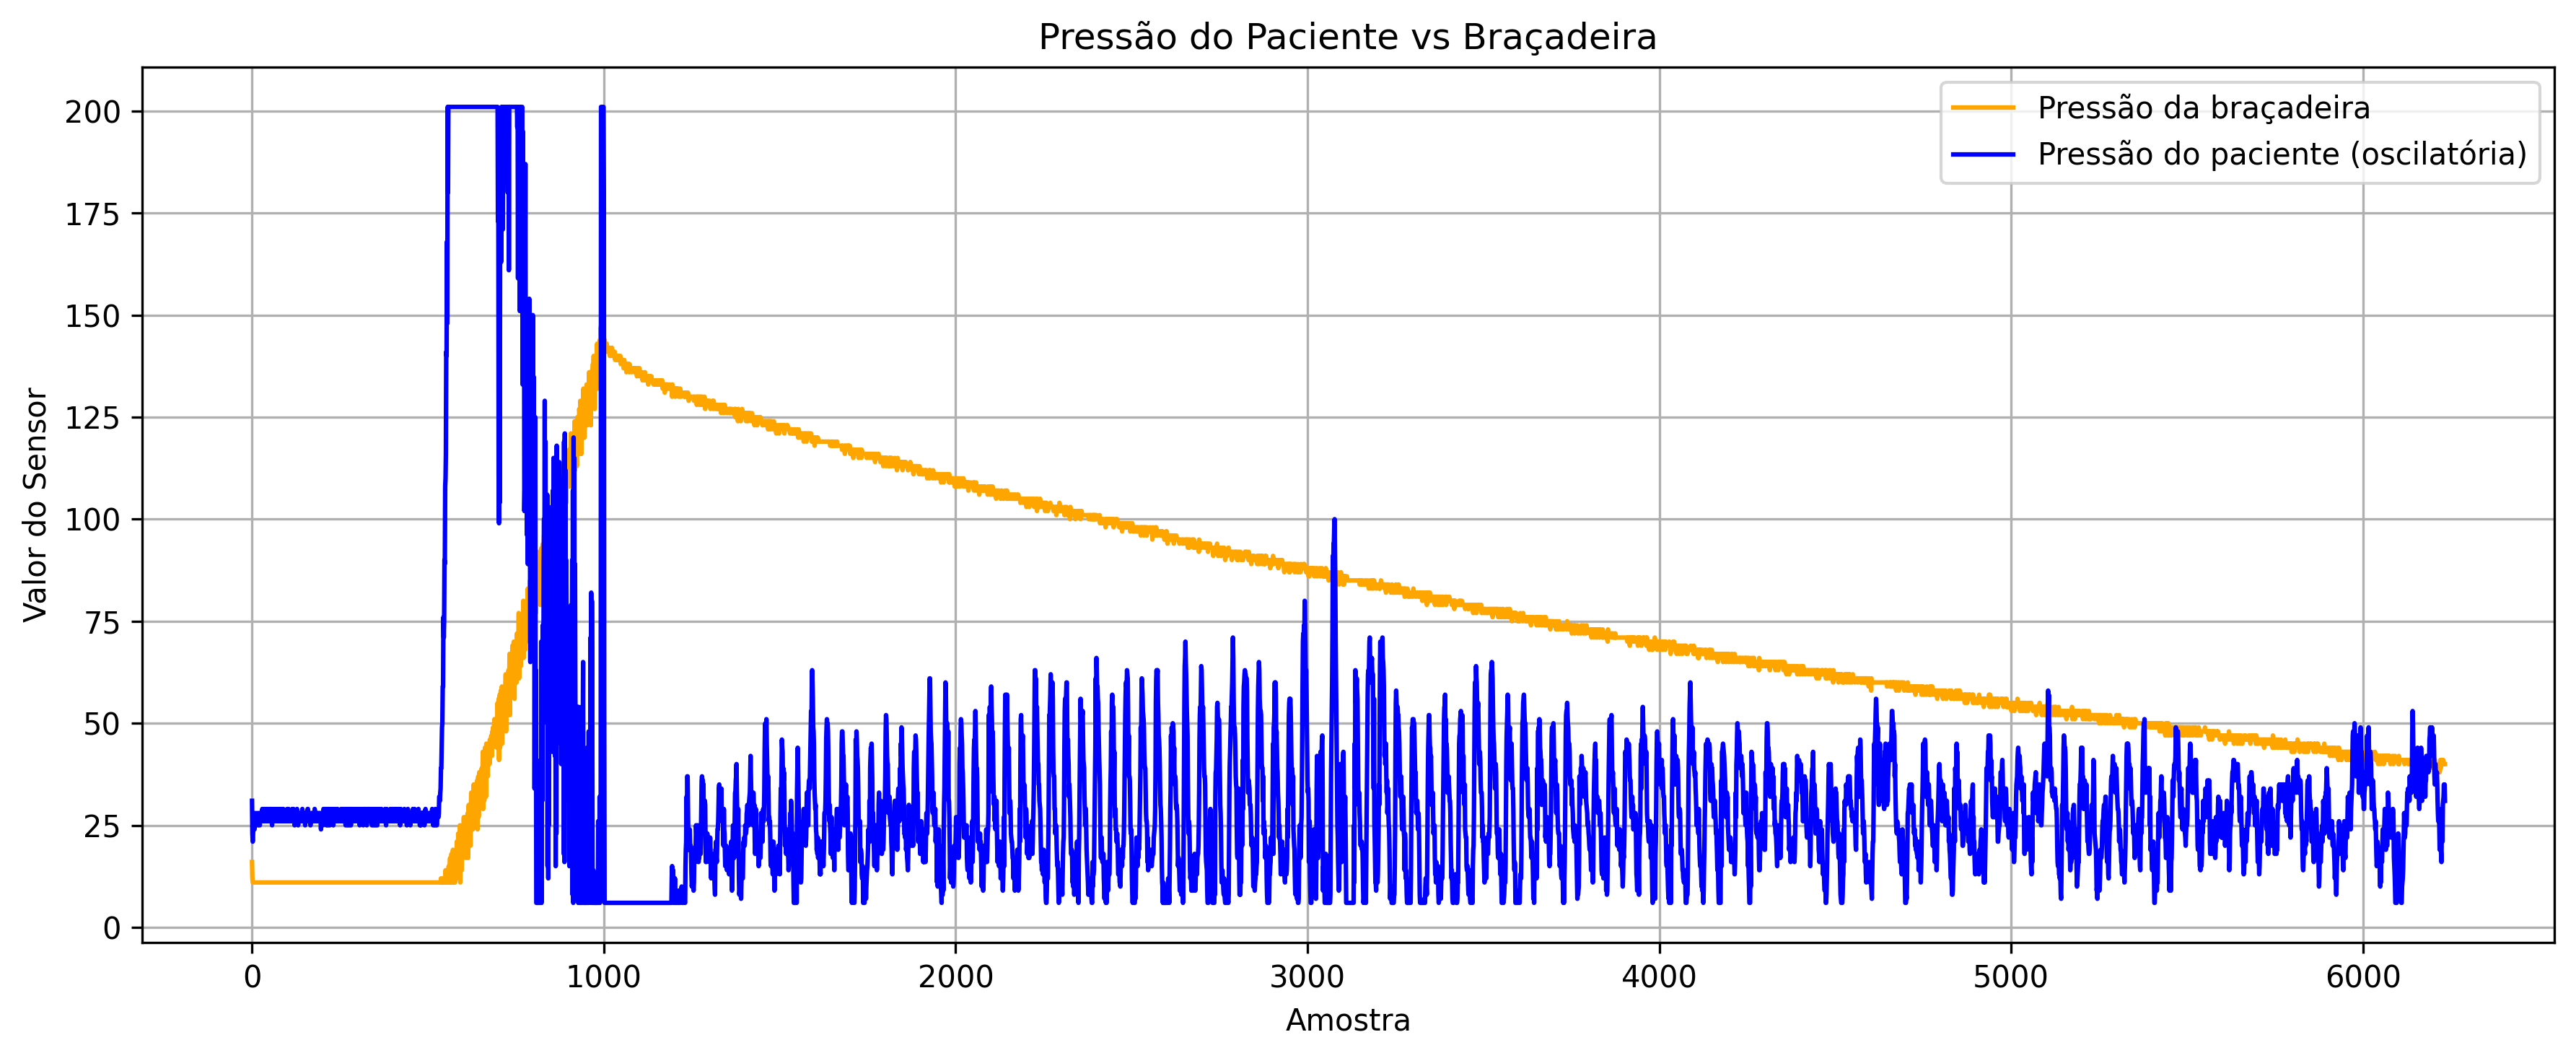 Pressão do Paciente vs Braçadeira
Pressão da braçadeira
Pressão do paciente (oscilatória)
Valor do Sensor
200
175
150
125
100
75
50
25
0
0 1000 2000 3000 4000 5000 6000
Amostra